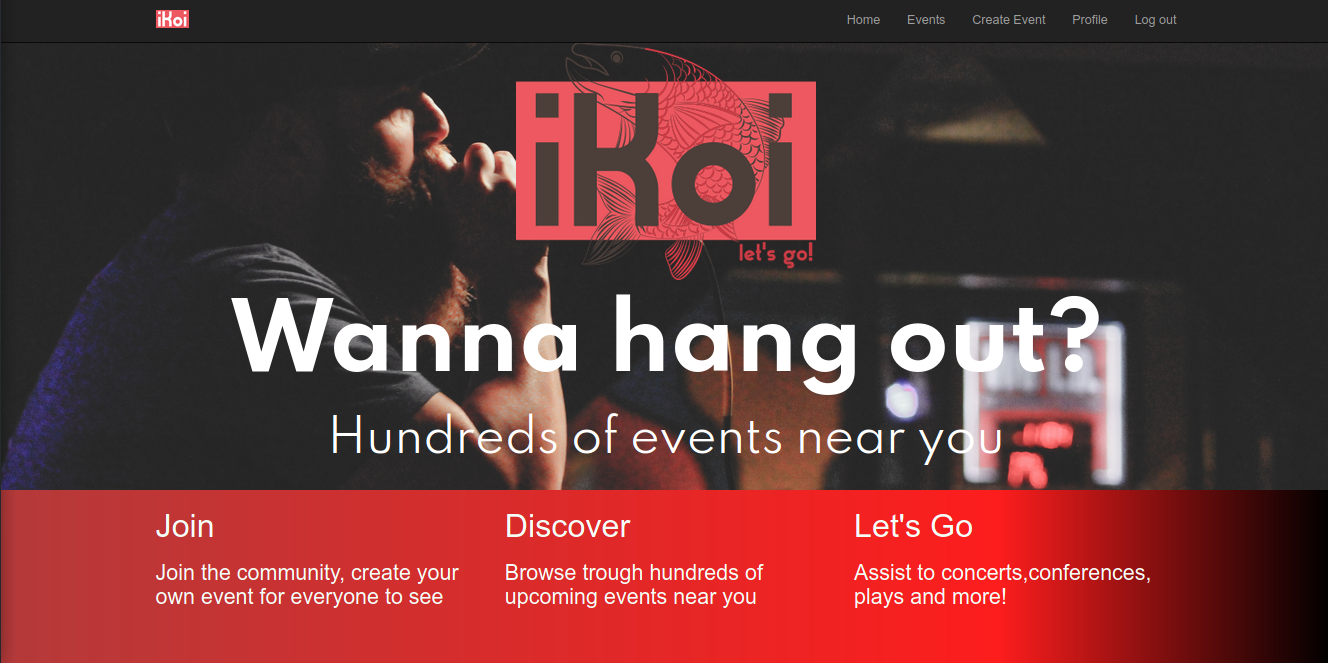 iKoi
Home Events Create Event Profile Log out
iKoi
let's go!
Wanna hang out?
Hundreds of events near you
Join
Join the community, create your
own event for everyone to see
Discover
Browse trough hundreds of
upcoming events near you
Let's Go
Assist to concerts,conferences,
plays and more!